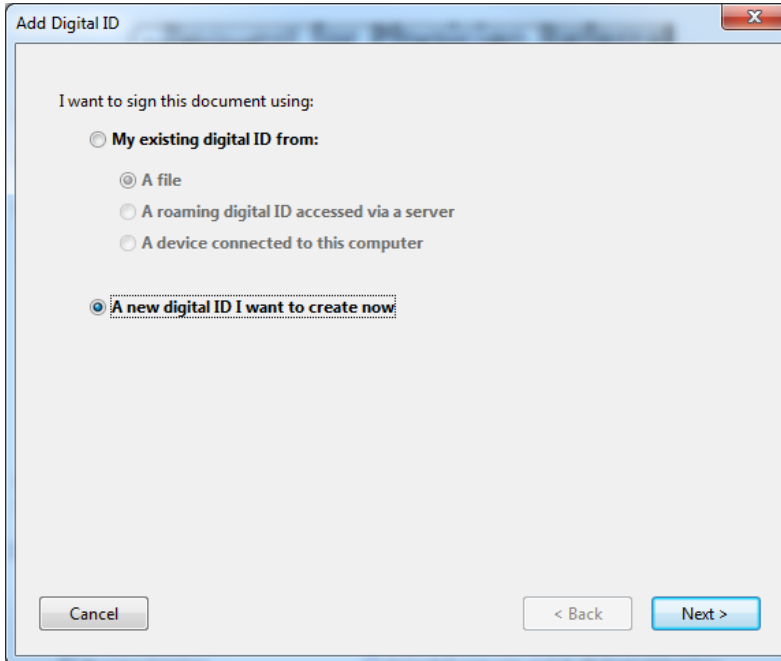 Add Digital ID
I want to sign this document using:
My existing digital ID from:
A file
A roaming digital ID accessed via a server
A device connected to this computer
A new digital ID I want to create now
Cancel
< Back
Next >